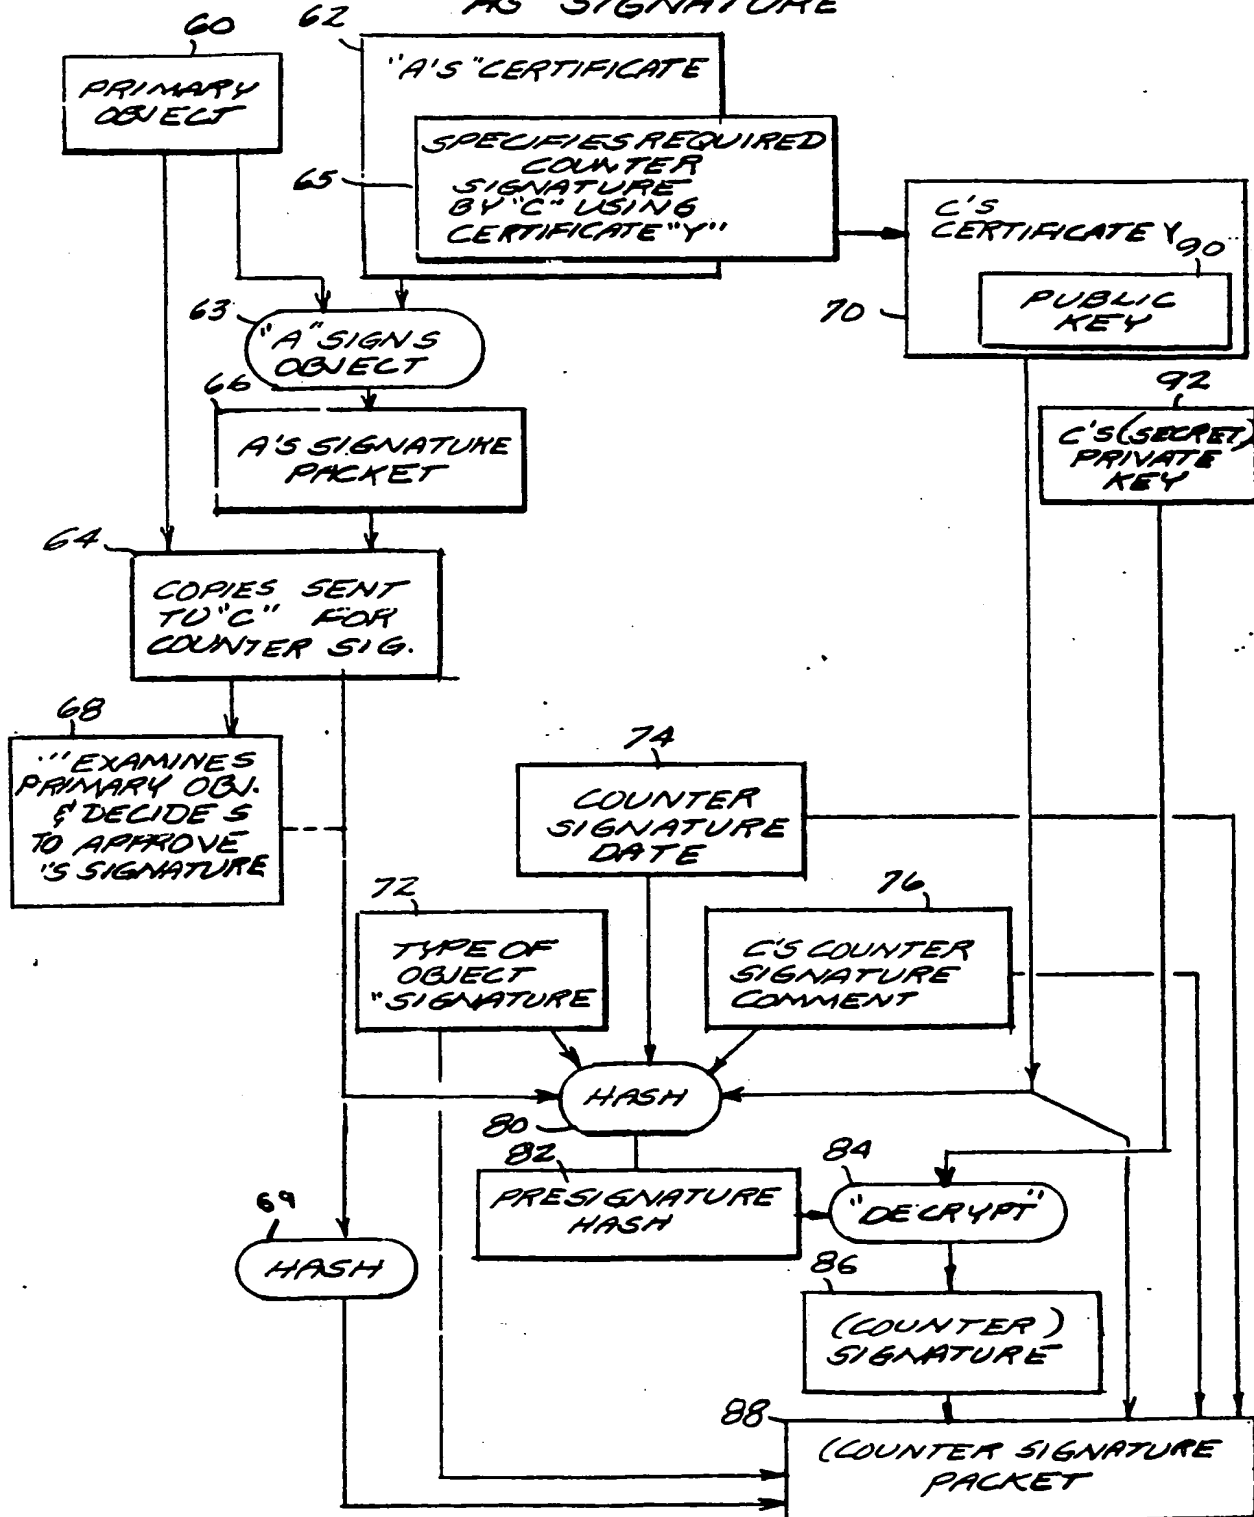 AS SIGNATURE
60
62
PRIMARY
OBJECT
"A'S" CERTIFICATE
SPECIFIES REQUIRED
COUNTER
SIGNATURE
BY "C" USING
CERTIFICATE "Y"
65
C'S
CERTIFICATE Y
90
PUBLIC
KEY
70
63
"A" SIGNS
OBJECT
66
A'S SIGNATURE
PACKET
92
C'S (SECRET)
PRIVATE
KEY
64
COPIES SENT
TO "C" FOR
COUNTER SIG.
68
"' EXAMINES
PRIMARY OBJ.
& DECIDES
TO APPROVE
'S SIGNATURE
74
COUNTER
SIGNATURE
DATE
72
TYPE OF
OBJECT
"SIGNATURE
76
C'S COUNTER
SIGNATURE
COMMENT
HASH
80
82
PRESIGNATURE
HASH
84
"DECRYPT"
69
HASH
86
(COUNTER)
SIGNATURE
88
(COUNTER SIGNATURE
PACKET